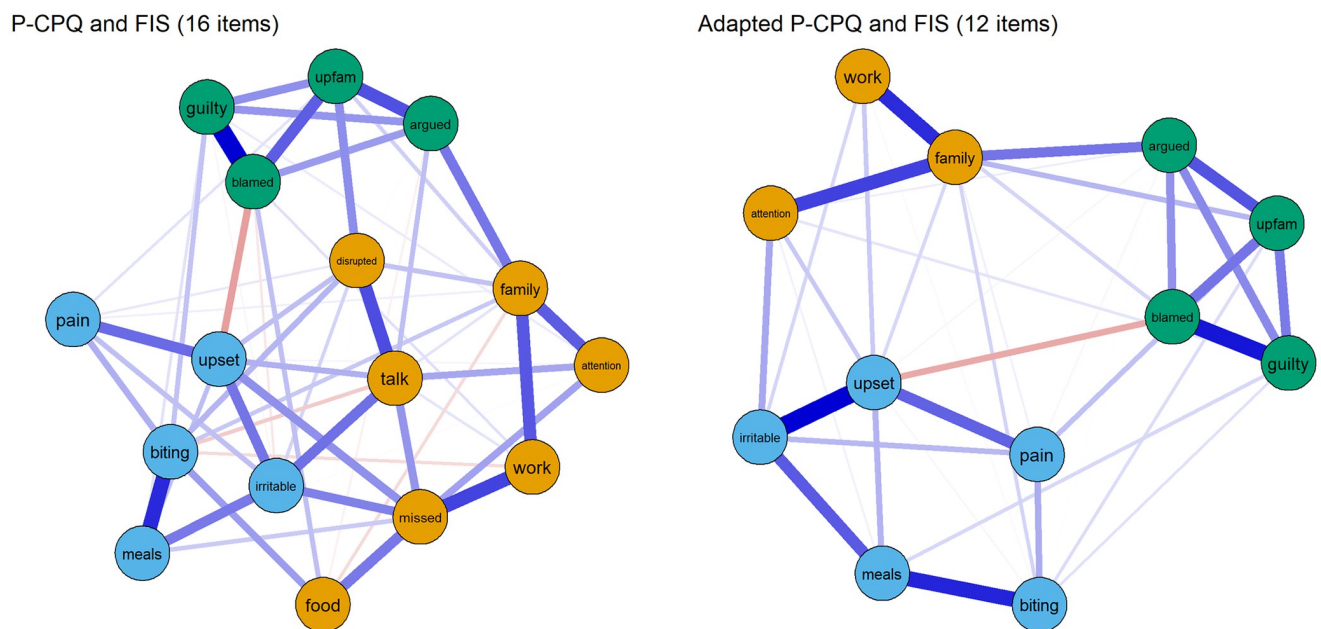 P-CPQ and FIS (16 items)
upfam
guilty
argued
blamed
disrupted
family
pain
upset
attention
talk
biting
irritable
work
missed
meals
food
Adapted P-CPQ and FIS (12 items)
work
argued
family
attention
upfam
blamed
guilty
upset
irritable
pain
meals
biting